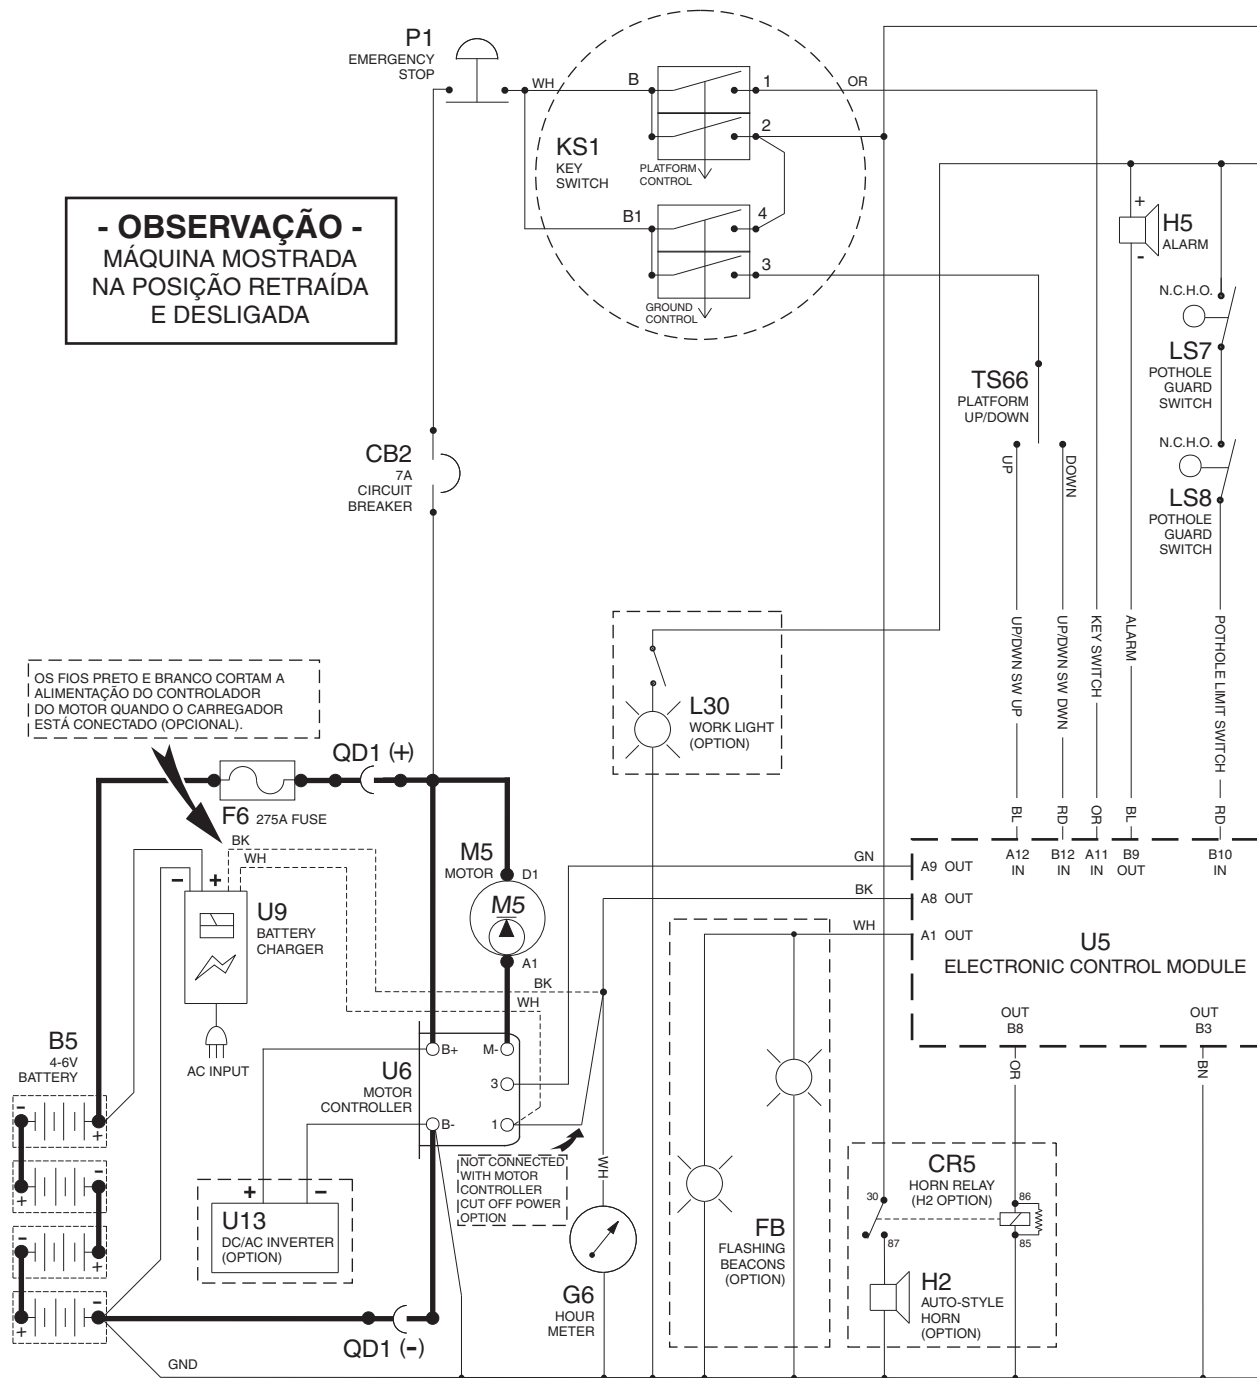 P1
EMERGENCY
STOP
WH
B
1
OR
2
KS1
KEY
SWITCH
PLATFORM
CONTROL
B1
4
3
GROUND
CONTROL
- OBSERVAÇÃO -
MÁQUINA MOSTRADA
NA POSIÇÃO RETRAÍDA
E DESLIGADA
+
H5
ALARM
-
N.C.H.O.
LS7
POTHOLE
GUARD
SWITCH
TS66
PLATFORM
UP/DOWN
UP
DOWN
N.C.H.O.
LS8
POTHOLE
GUARD
SWITCH
CB2
7A
CIRCUIT
BREAKER
UP/DWN SW UP
UP/DWN SW DWN
KEY SWITCH
ALARM
POTHOLE LIMIT SWITCH
BL
RD
OR
BL
RD
L30
WORK LIGHT
(OPTION)
OS FIOS PRETO E BRANCO CORTAM A
ALIMENTAÇÃO DO CONTROLADOR
DO MOTOR QUANDO O CARREGADOR
ESTÁ CONECTADO (OPCIONAL).
QD1 (+)
F6 275A FUSE
BK
WH
- +
U9
BATTERY
CHARGER
AC INPUT
M5
MOTOR
D1
M5
A1
BK
WH
GN
BK
WH
A9 OUT
A8 OUT
A1 OUT
A12
IN
B12
IN
A11
IN
B9
OUT
B10
IN
U5
ELECTRONIC CONTROL MODULE
OUT
B8
OUT
B3
OR
BN
B5
4-6V
BATTERY
-
+
-
+
-
+
-
+
U6
MOTOR
CONTROLLER
B+
M-
3
B-
1
NOT CONNECTED
WITH MOTOR
CONTROLLER
CUT OFF POWER
OPTION
+ -
U13
DC/AC INVERTER
(OPTION)
WH
G6
HOUR
METER
FB
FLASHING
BEACONS
(OPTION)
CR5
HORN RELAY
(H2 OPTION)
30
87
86
85
H2
AUTO-STYLE
HORN
(OPTION)
QD1 (-)
GND